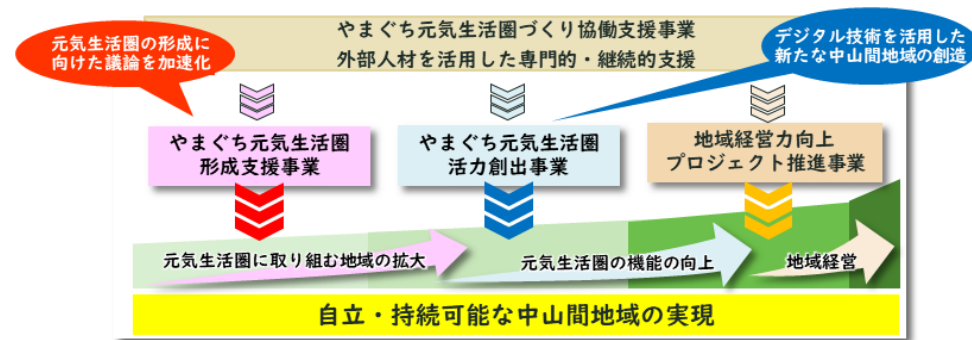 やまぐち元気生活圏づくり協働支援事業
外部人材を活用した専門的・継続的支援
元気生活圏の形成に
向けた議論を加速化
デジタル技術を活用した
新たな中山間地域の創造
やまぐち元気生活圏
形成支援事業
やまぐち元気生活圏
活力創出事業
地域経営力向上
プロジェクト推進事業
元気生活圏に取り組む地域の拡大
元気生活圏の機能の向上
地域経営
自立・持続可能な中山間地域の実現